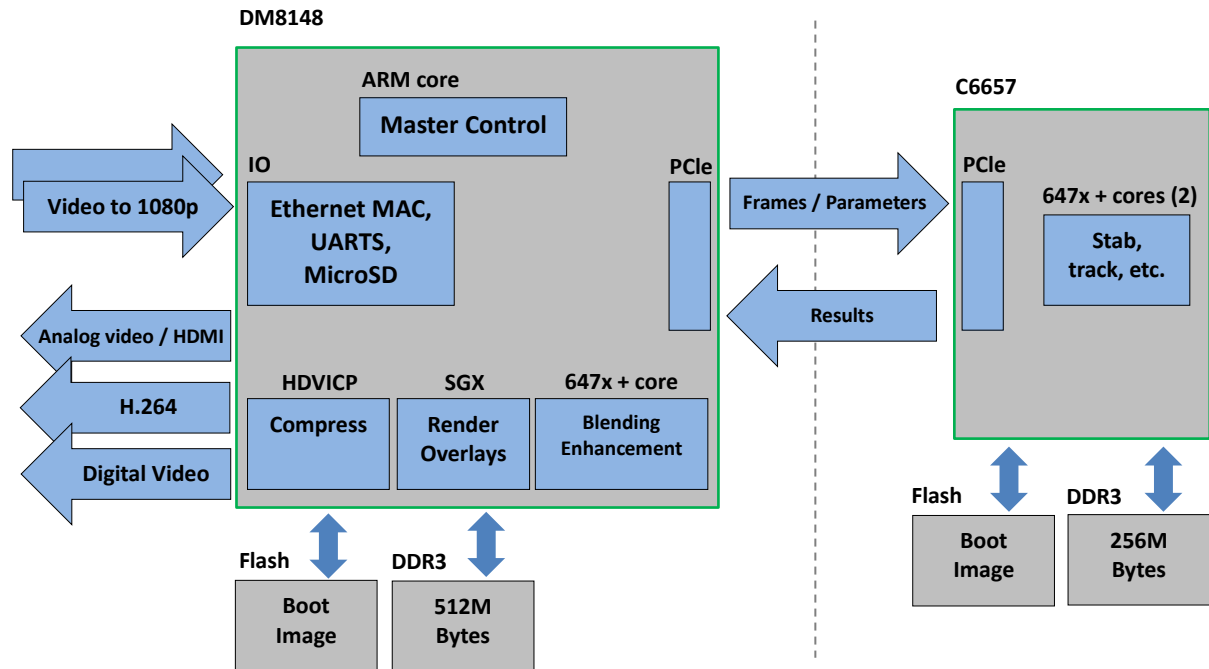 DM8148
ARM core
Master Control
IO
Ethernet MAC,
UARTS,
MicroSD
PCIe
Video to 1080p
Analog video / HDMI
H.264
Digital Video
HDVICP
Compress
SGX
Render
Overlays
647x + core
Blending
Enhancement
Flash
Boot
Image
DDR3
512M
Bytes
Frames / Parameters
Results
C6657
PCIe
647x + cores (2)
Stab,
track, etc.
Flash
Boot
Image
DDR3
256M
Bytes